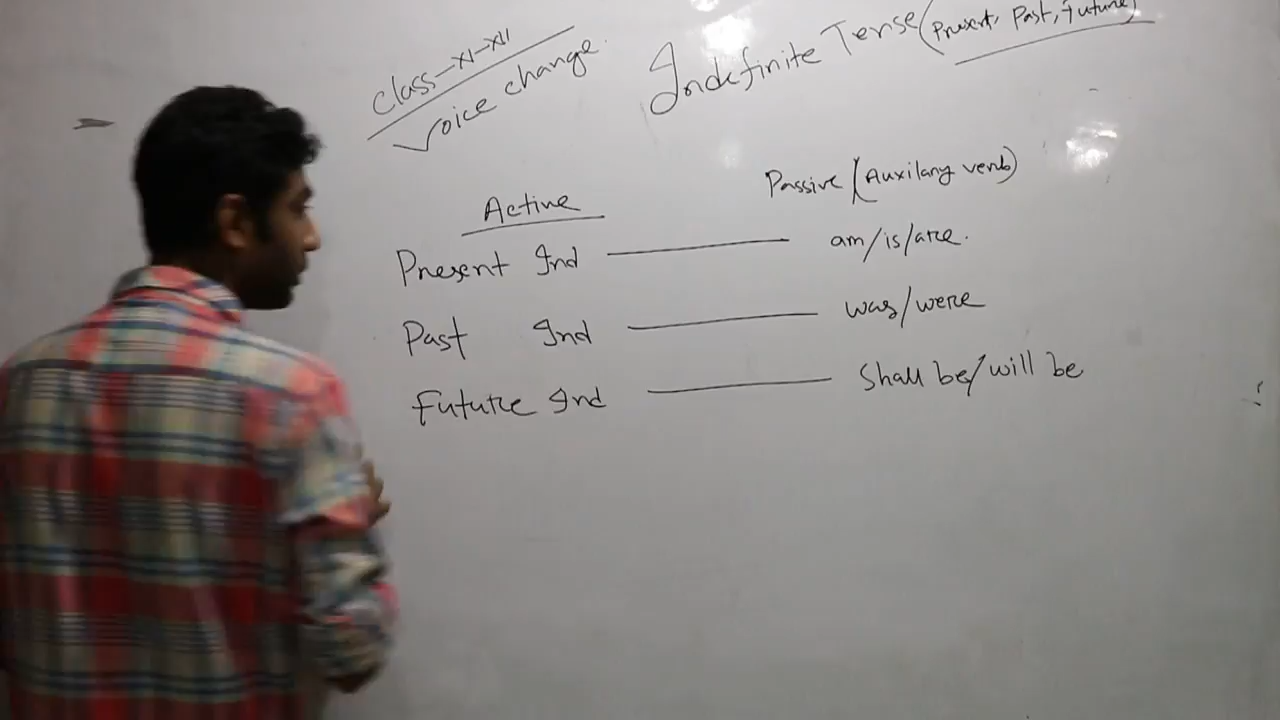 Class-XI-XII
Voice change.
Indefinite Tense (Present, Past, Future)
Active
Passive (Auxilary verb)
Present Ind — am/is/are.
Past Ind — was/were
Future Ind — Shall be/will be